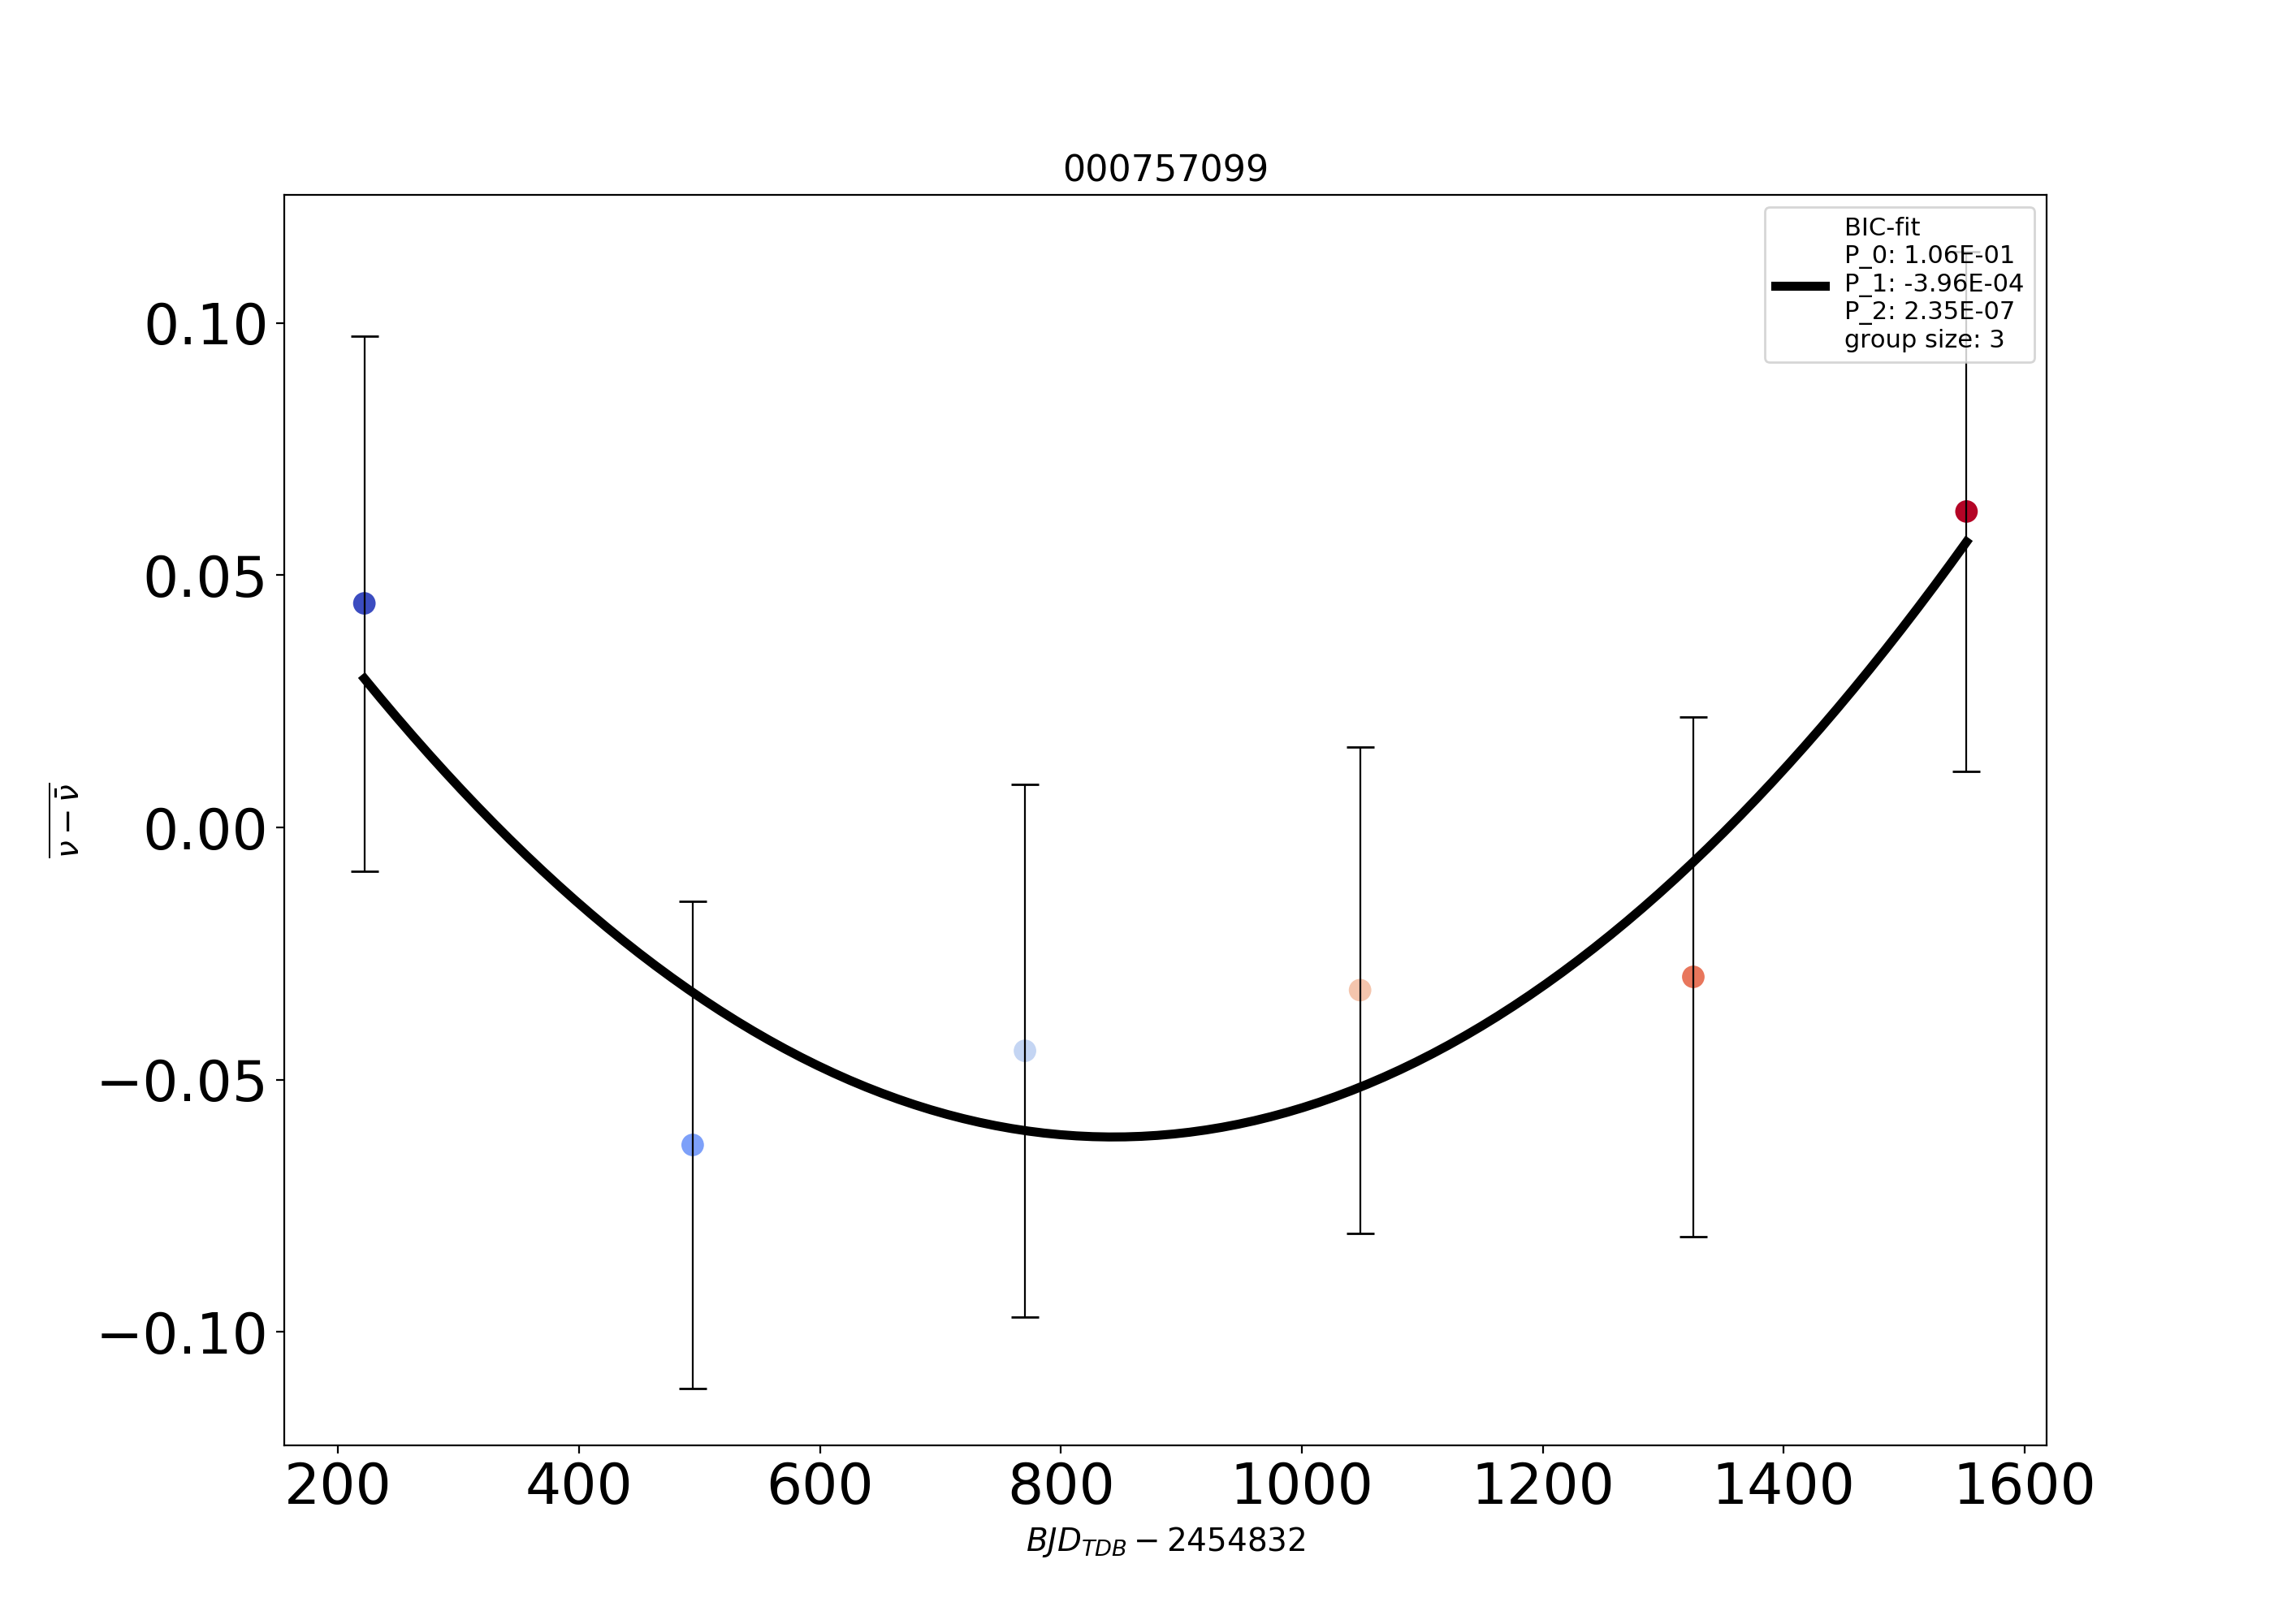 000757099
BIC-fit
P_0: 1.06E-01
P_1: -3.96E-04
P_2: 2.35E-07
group size: 3
0.10
0.05
0.00
−0.05
−0.10
ν − ν̄
200 400 600 800 1000 1200 1400 1600
BJD_TDB − 2454832